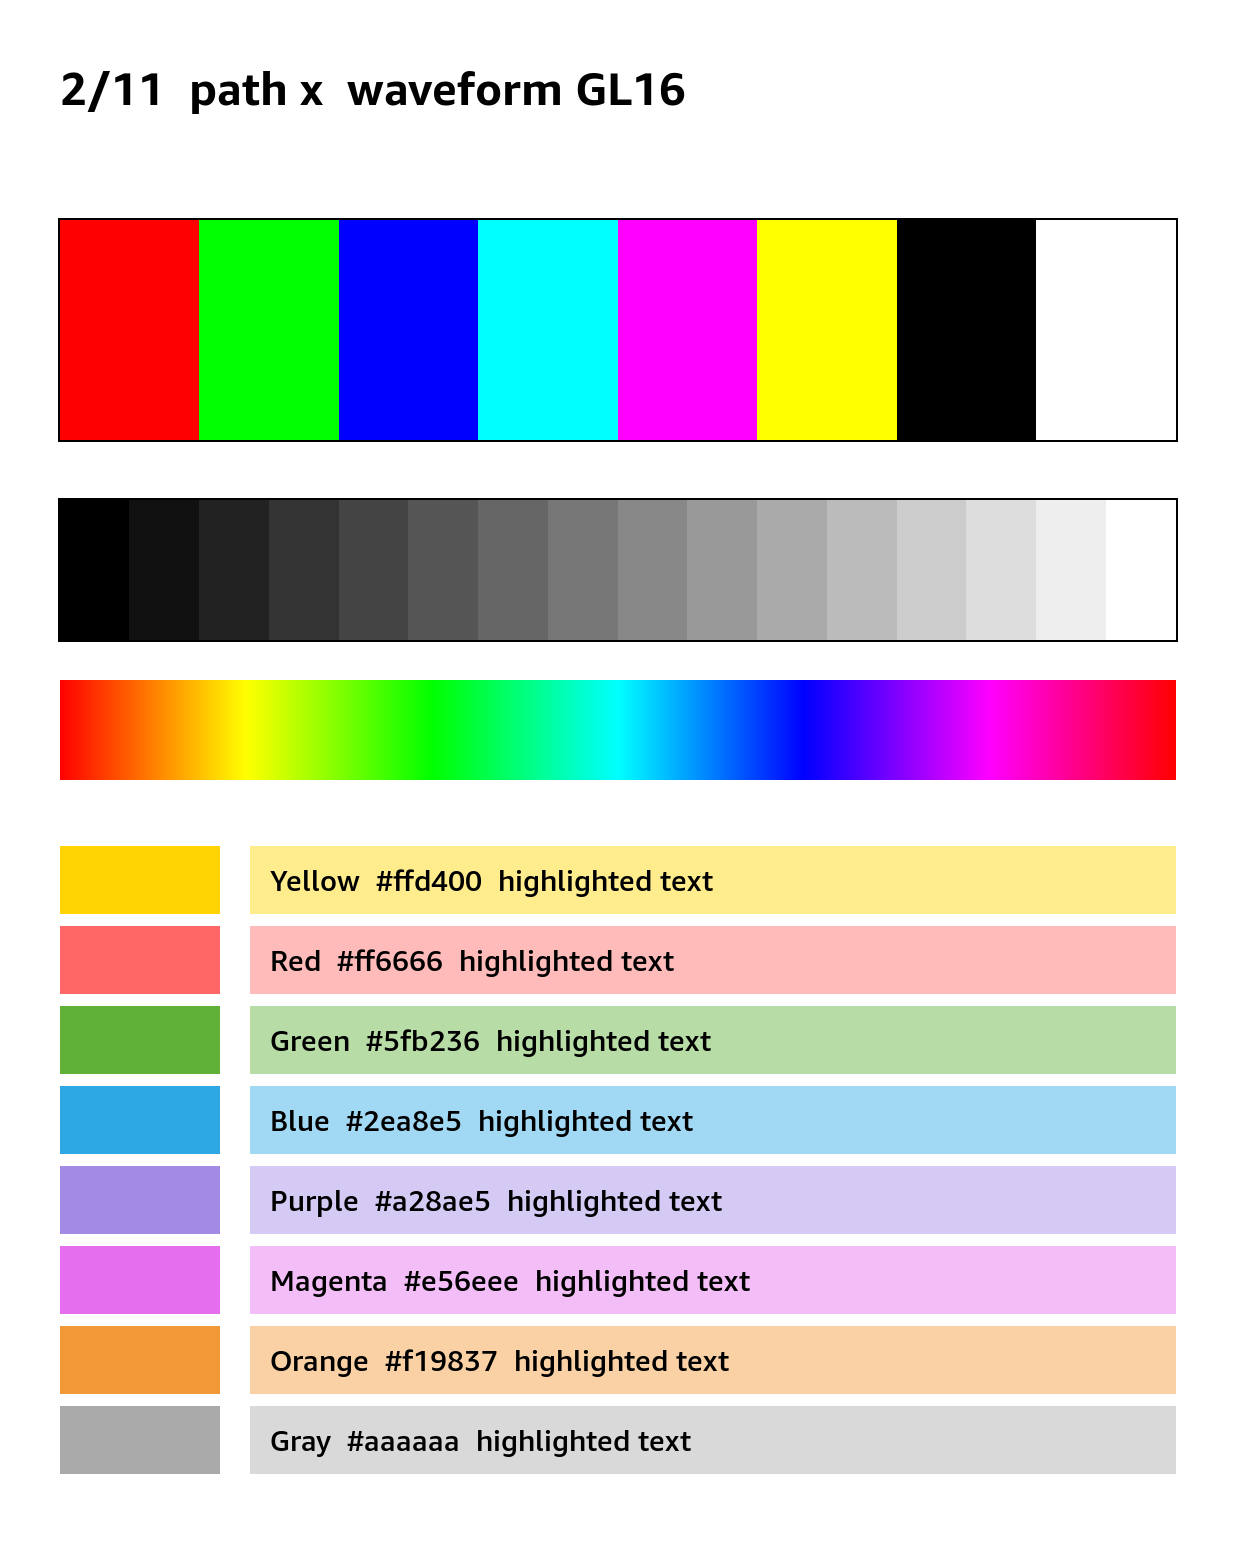 2/11 path x waveform GL16
Yellow #ffd400 highlighted text
Red #ff6666 highlighted text
Green #5fb236 highlighted text
Blue #2ea8e5 highlighted text
Purple #a28ae5 highlighted text
Magenta #e56eee highlighted text
Orange #f19837 highlighted text
Gray #aaaaaa highlighted text